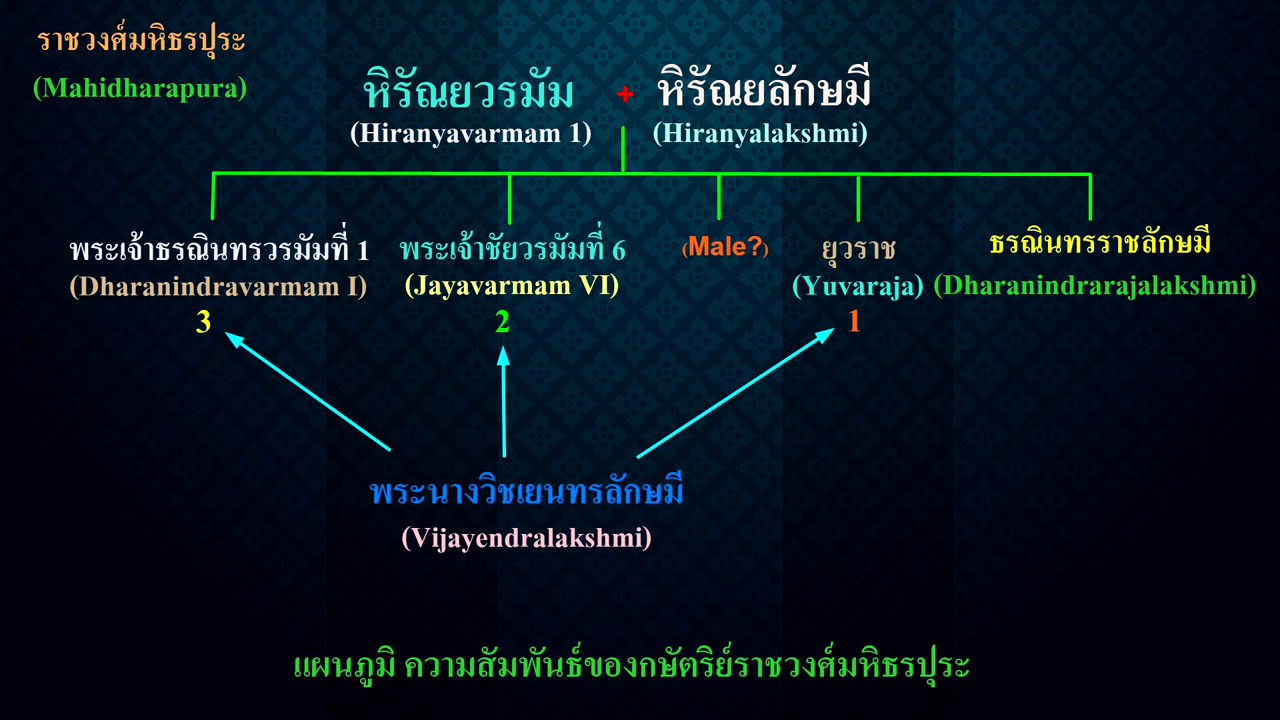 ราชวงศ์มหิธรปุระ
(Mahidharapura)
หิรัณยวรมัม + หิรัณยลักษมี
(Hiranyavarmam 1) (Hiranyalakshmi)
พระเจ้าธรณินทรวรมัมที่ 1 พระเจ้าชัยวรมัมที่ 6 (Male?) ยุวราช ธรณินทรราชลักษมี
(Dharanindravarmam I) (Jayavarmam VI) (Yuvaraja) (Dharanindrarajalakshmi)
3 2 1
พระนางวิชเยนทรลักษมี
(Vijayendralakshmi)
แผนภูมิ ความสัมพันธ์ของกษัตริย์ราชวงศ์มหิธรปุระ